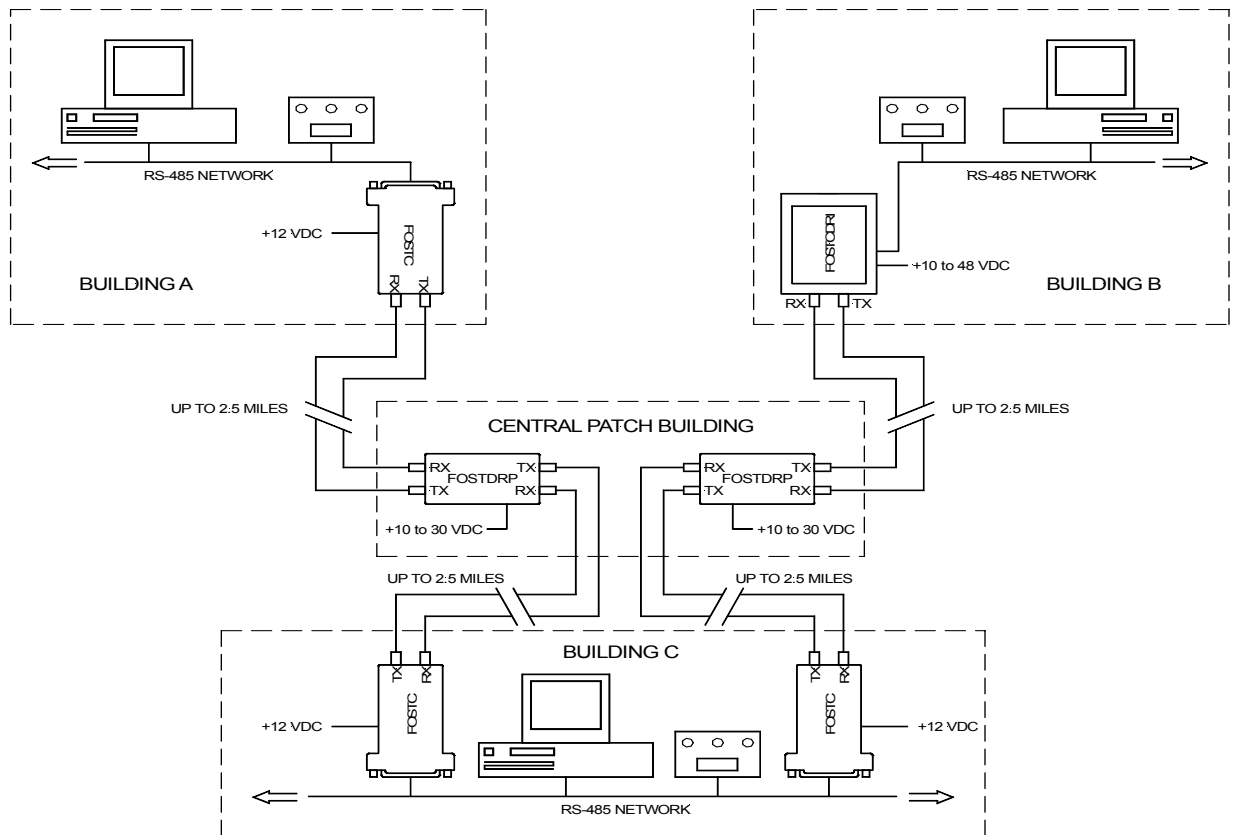 RS-485 NETWORK
+12 VDC
FOSTC
RX
TX
BUILDING A
RS-485 NETWORK
FOSTCDRI
+10 to 48 VDC
RX
TX
BUILDING B
UP TO 2.5 MILES
UP TO 2.5 MILES
CENTRAL PATCH BUILDING
RX
TX
FOSTDRP
TX
RX
+10 to 30 VDC
RX
TX
FOSTDRP
TX
RX
+10 to 30 VDC
UP TO 2.5 MILES
UP TO 2.5 MILES
BUILDING C
TX
RX
FOSTC
+12 VDC
TX
RX
FOSTC
+12 VDC
RS-485 NETWORK